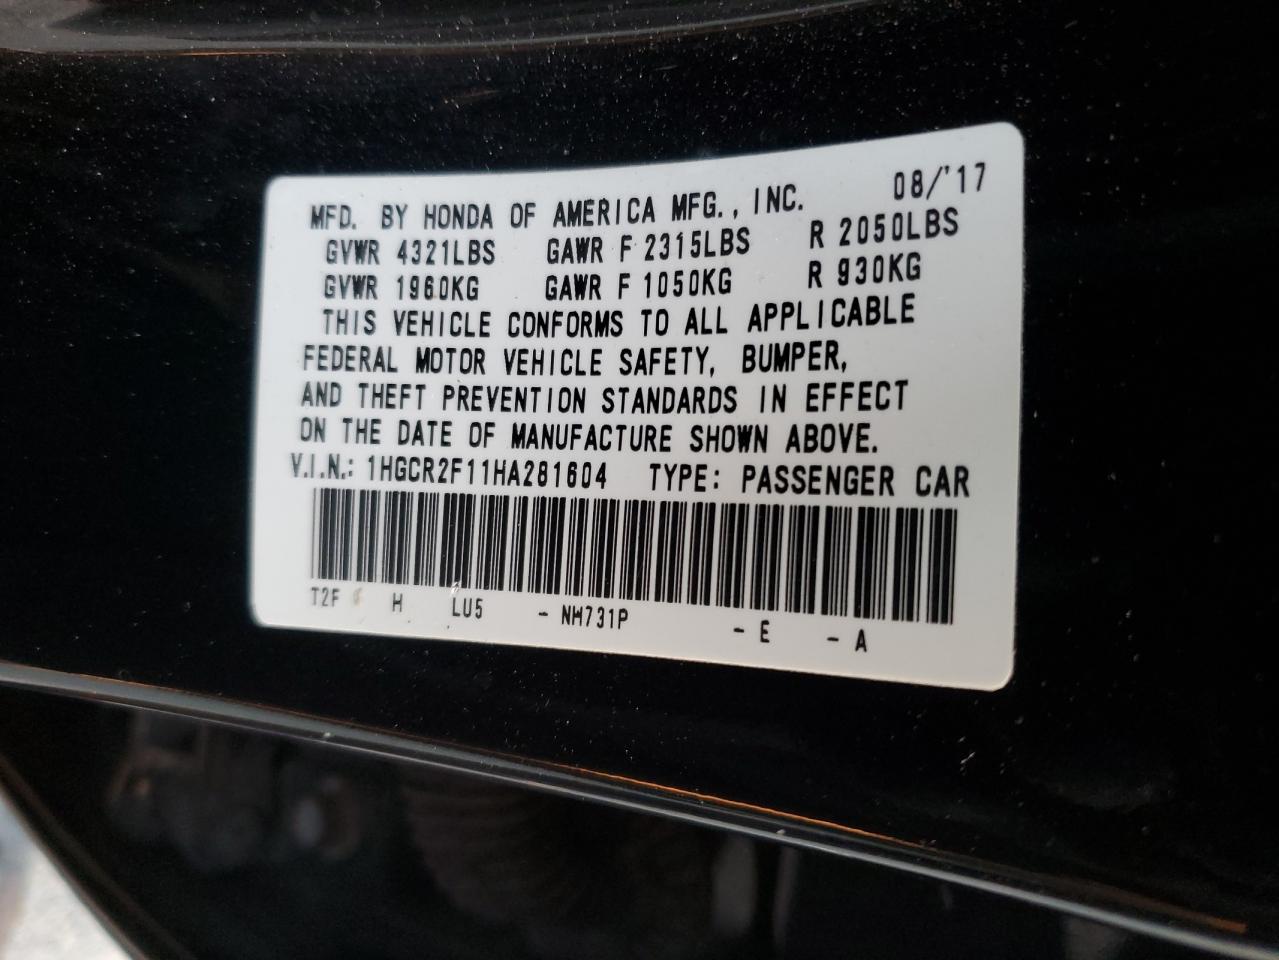 08/'17
MFD. BY HONDA OF AMERICA MFG., INC.
GVWR 4321LBS GAWR F 2315LBS R 2050LBS
GVWR 1960KG GAWR F 1050KG R 930KG
THIS VEHICLE CONFORMS TO ALL APPLICABLE
FEDERAL MOTOR VEHICLE SAFETY, BUMPER,
AND THEFT PREVENTION STANDARDS IN EFFECT
ON THE DATE OF MANUFACTURE SHOWN ABOVE.
V.I.N.: 1HGCR2F11HA281604 TYPE: PASSENGER CAR
T2F H LU5 - NH731P - E - A